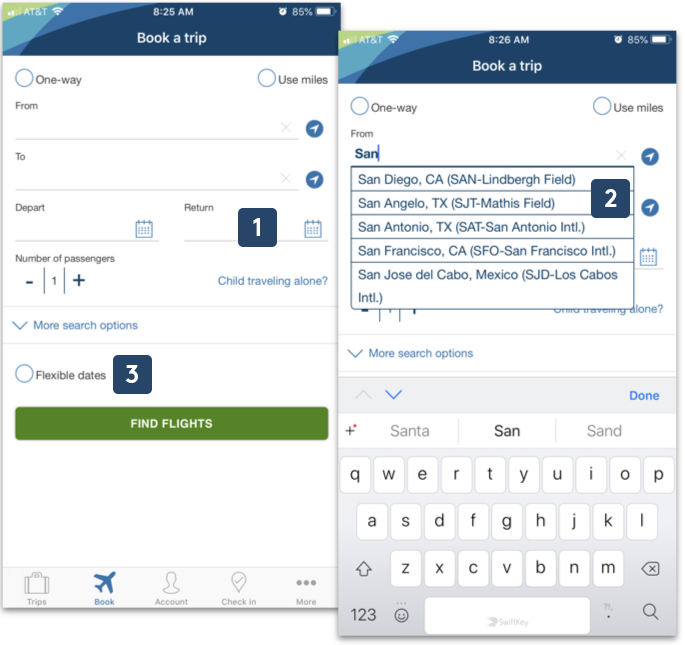 AT&T 8:25 AM 85%
Book a trip
One-way Use miles
From
To
Depart Return 1
Number of passengers
- 1 + Child traveling alone?
More search options
Flexible dates 3
FIND FLIGHTS
Trips Book Account Check in More
AT&T 8:26 AM 85%
Book a trip
One-way Use miles
From
San
San Diego, CA (SAN-Lindbergh Field)
San Angelo, TX (SJT-Mathis Field) 2
San Antonio, TX (SAT-San Antonio Intl.)
San Francisco, CA (SFO-San Francisco Intl.)
San Jose del Cabo, Mexico (SJD-Los Cabos
Intl.)
Child traveling alone?
More search options
Done
Santa San Sand
q w e r t y u i o p
a s d f g h j k l
z x c v b n m
123 SwiftKey